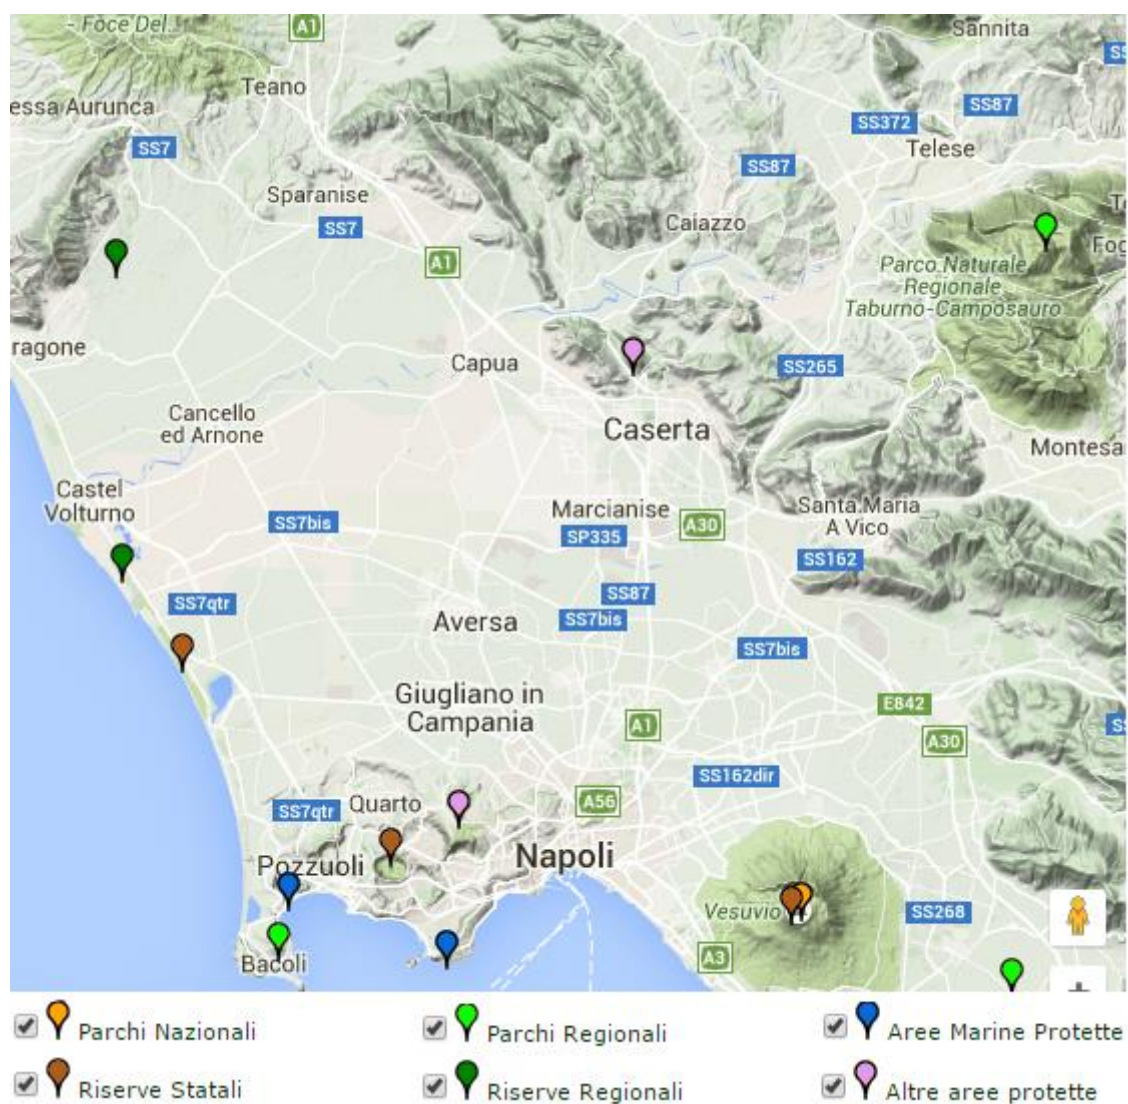 - Foce Del.
A1
Sannita
SS
Teano
essa Aurunca
SS87
SS372
SS7
Telese
SS87
Sparanise
T
Caiazzo
SS7
Fog
A1
Parco Naturale
Regionale
Taburno-Camposauro
ragone
Capua
SS265
Cancello
ed Arnone
Caserta
Montesa
Castel
Volturno
Marcianise
Santa Maria
A Vico
SS7bis
A30
SP335
SS162
SS87
SS7qtr
Aversa
SS7bis
SS7bis
Giugliano in
Campania
E842
A1
A30
SS162dir
SS7qtr
Quarto
A56
Pozzuoli
Napoli
Vesuvio
SS268
Bacoli
A3
Parchi Nazionali
Parchi Regionali
Aree Marine Protette
Riserve Statali
Riserve Regionali
Altre aree protette